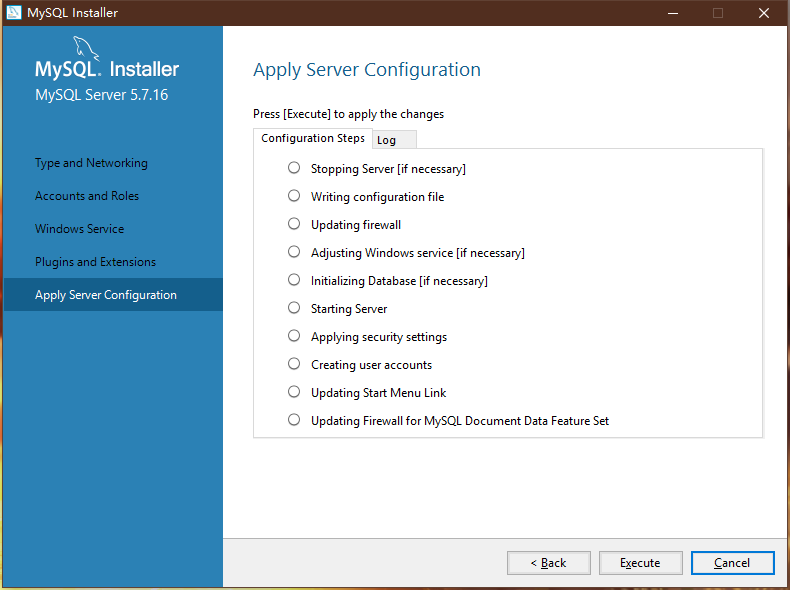 MySQL Installer
MySQL. Installer
MySQL Server 5.7.16
Type and Networking
Accounts and Roles
Windows Service
Plugins and Extensions
Apply Server Configuration
Apply Server Configuration
Press [Execute] to apply the changes
Configuration Steps
Log
Stopping Server [if necessary]
Writing configuration file
Updating firewall
Adjusting Windows service [if necessary]
Initializing Database [if necessary]
Starting Server
Applying security settings
Creating user accounts
Updating Start Menu Link
Updating Firewall for MySQL Document Data Feature Set
< Back
Execute
Cancel